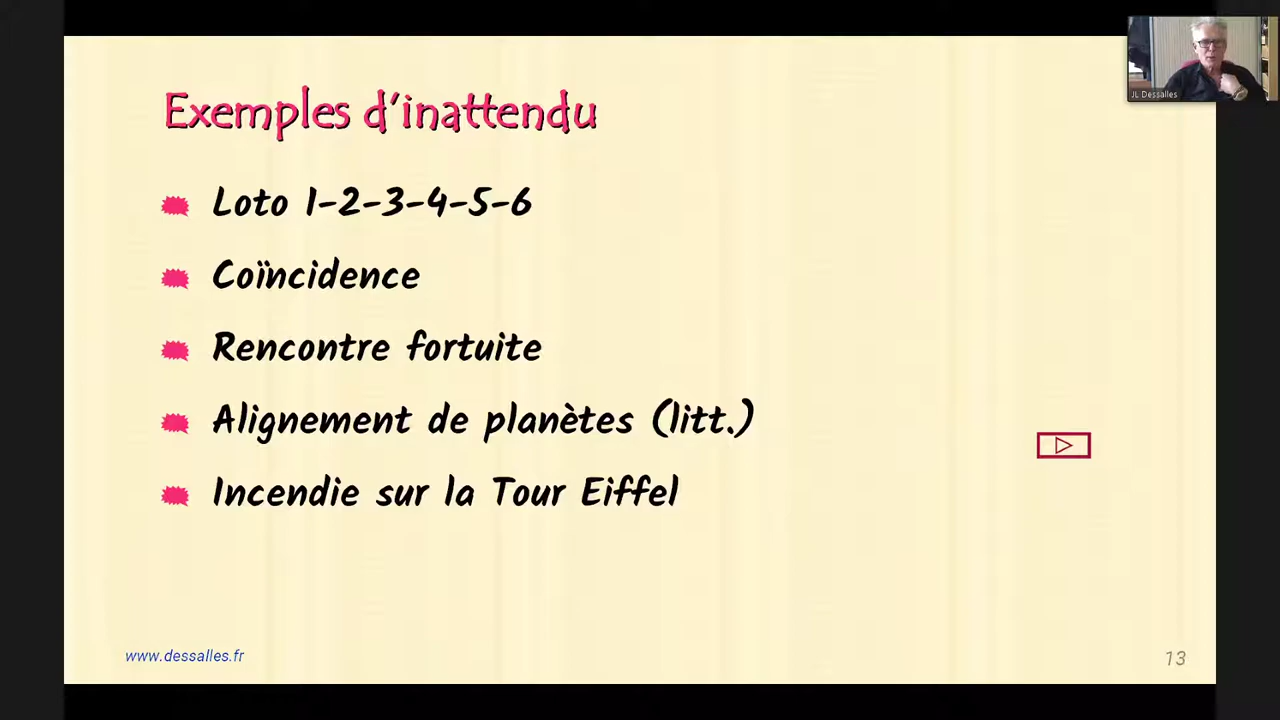 JL Dessalles
Exemples d'inattendu
Loto 1-2-3-4-5-6
Coïncidence
Rencontre fortuite
Alignement de planètes (litt.)
Incendie sur la Tour Eiffel
www.dessalles.fr
13